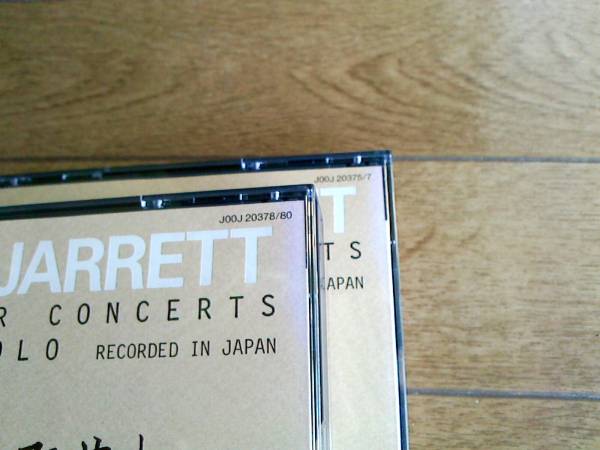 J00J 20375/7
T
TS
JAPAN
J00J 20378/80
JARRETT
R CONCERTS
OLO RECORDED IN JAPAN